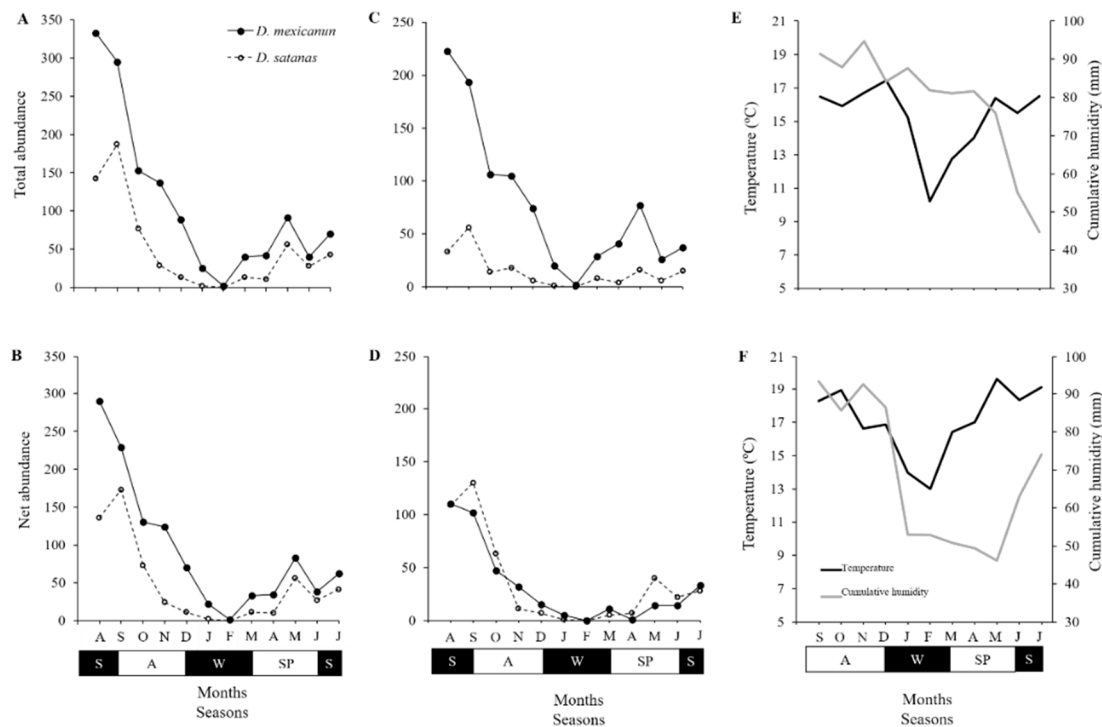 A
350
300
250
200
150
100
50
0
Total abundance
D. mexicanun
D. satanas
C
250
200
150
100
50
0
E
21
19
17
15
13
11
9
7
5
Temperature (°C)
100
90
80
70
60
50
40
30
Cumulative humidity (mm)
B
350
300
250
200
150
100
50
0
Net abundance
A S O N D J F M A M J J
S A W SP S
Months
Seasons
D
250
200
150
100
50
0
A S O N D J F M A M J J
S A W SP S
Months
Seasons
F
21
19
17
15
13
11
9
7
5
Temperature (°C)
Temperature
Cumulative humidity
100
90
80
70
60
50
40
30
Cumulative humidity (mm)
S O N D J F M A M J J
A W SP S
Months
Seasons